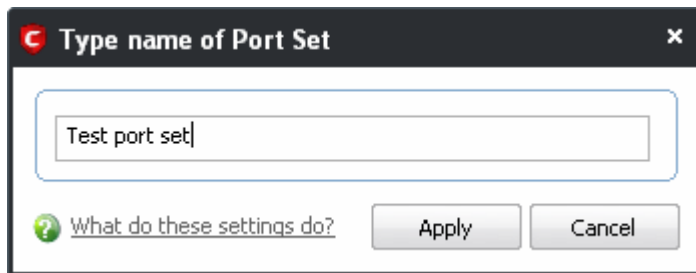 Type name of Port Set
Test port set
What do these settings do?
Apply
Cancel